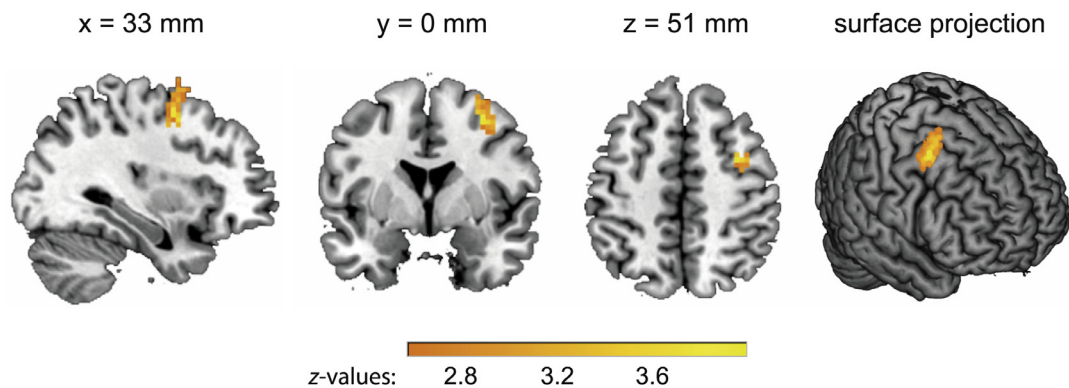 x = 33 mm y = 0 mm z = 51 mm surface projection
z-values: 2.8 3.2 3.6